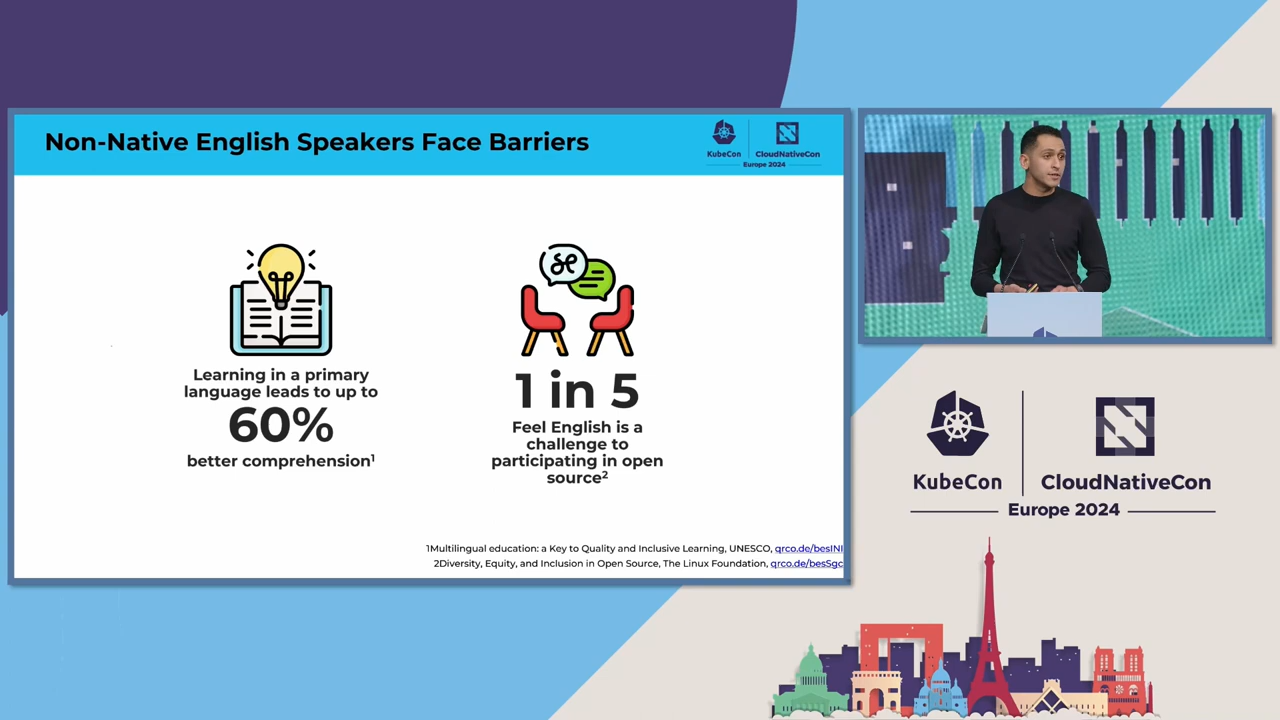 Non-Native English Speakers Face Barriers
KubeCon
CloudNativeCon
Europe 2024
Learning in a primary
language leads to up to
60%
better comprehension¹
1 in 5
Feel English is a
challenge to
participating in open
source²
1Multilingual education: a Key to Quality and Inclusive Learning, UNESCO, qrco.de/besINI
2Diversity, Equity, and Inclusion in Open Source, The Linux Foundation, qrco.de/besSgc
KubeCon
CloudNativeCon
Europe 2024